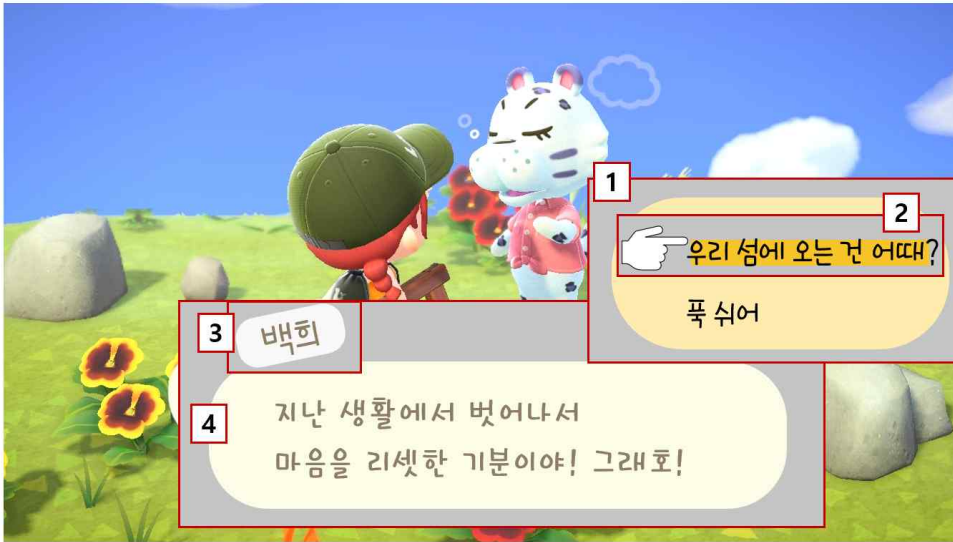 1
2
우리 섬에 오는 건 어때?
푹 쉬어
3
백희
4
지난 생활에서 벗어나서
마음을 리셋한 기분이야! 그래호!